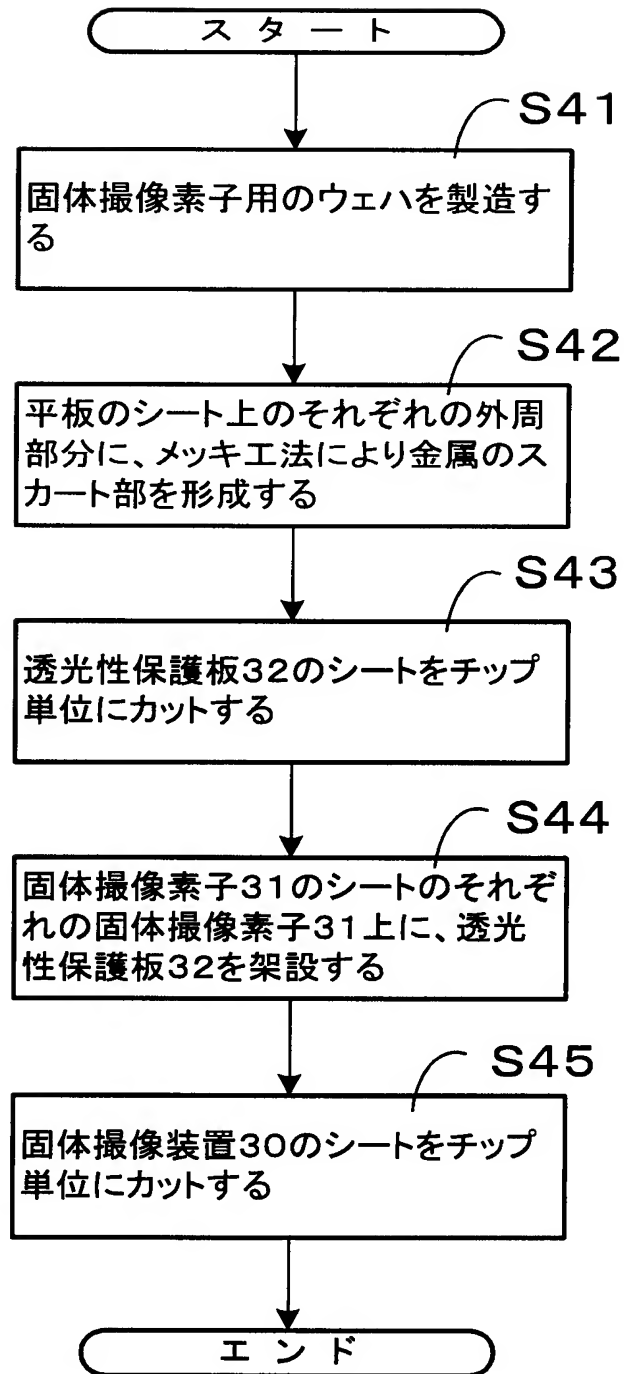 スタート
S41
固体撮像素子用のウェハを製造す
る
S42
平板のシート上のそれぞれの外周
部分に、メッキ工法により金属のス
カート部を形成する
S43
透光性保護板32のシートをチップ
単位にカットする
S44
固体撮像素子31のシートのそれぞ
れの固体撮像素子31上に、透光
性保護板32を架設する
S45
固体撮像装置30のシートをチップ
単位にカットする
エンド